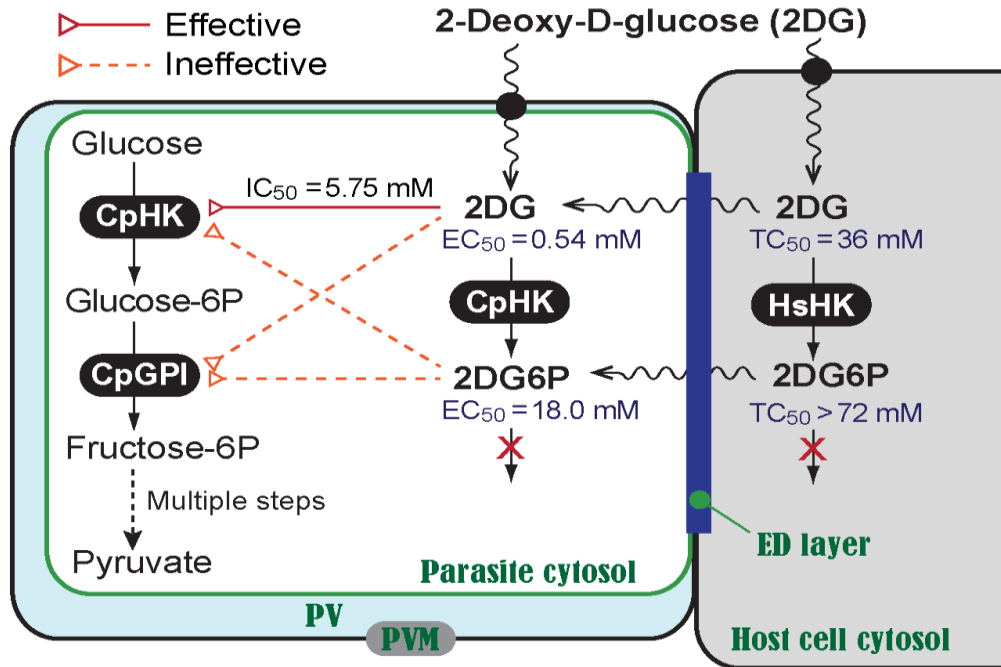 Effective
Ineffective
2-Deoxy-D-glucose (2DG)
Glucose
CpHK
Glucose-6P
CpGPI
Fructose-6P
Multiple steps
Pyruvate
IC50 = 5.75 mM
2DG
EC50 = 0.54 mM
CpHK
2DG6P
EC50 = 18.0 mM
2DG
TC50 = 36 mM
HsHK
2DG6P
TC50 > 72 mM
ED layer
Parasite cytosol
PV
PVM
Host cell cytosol